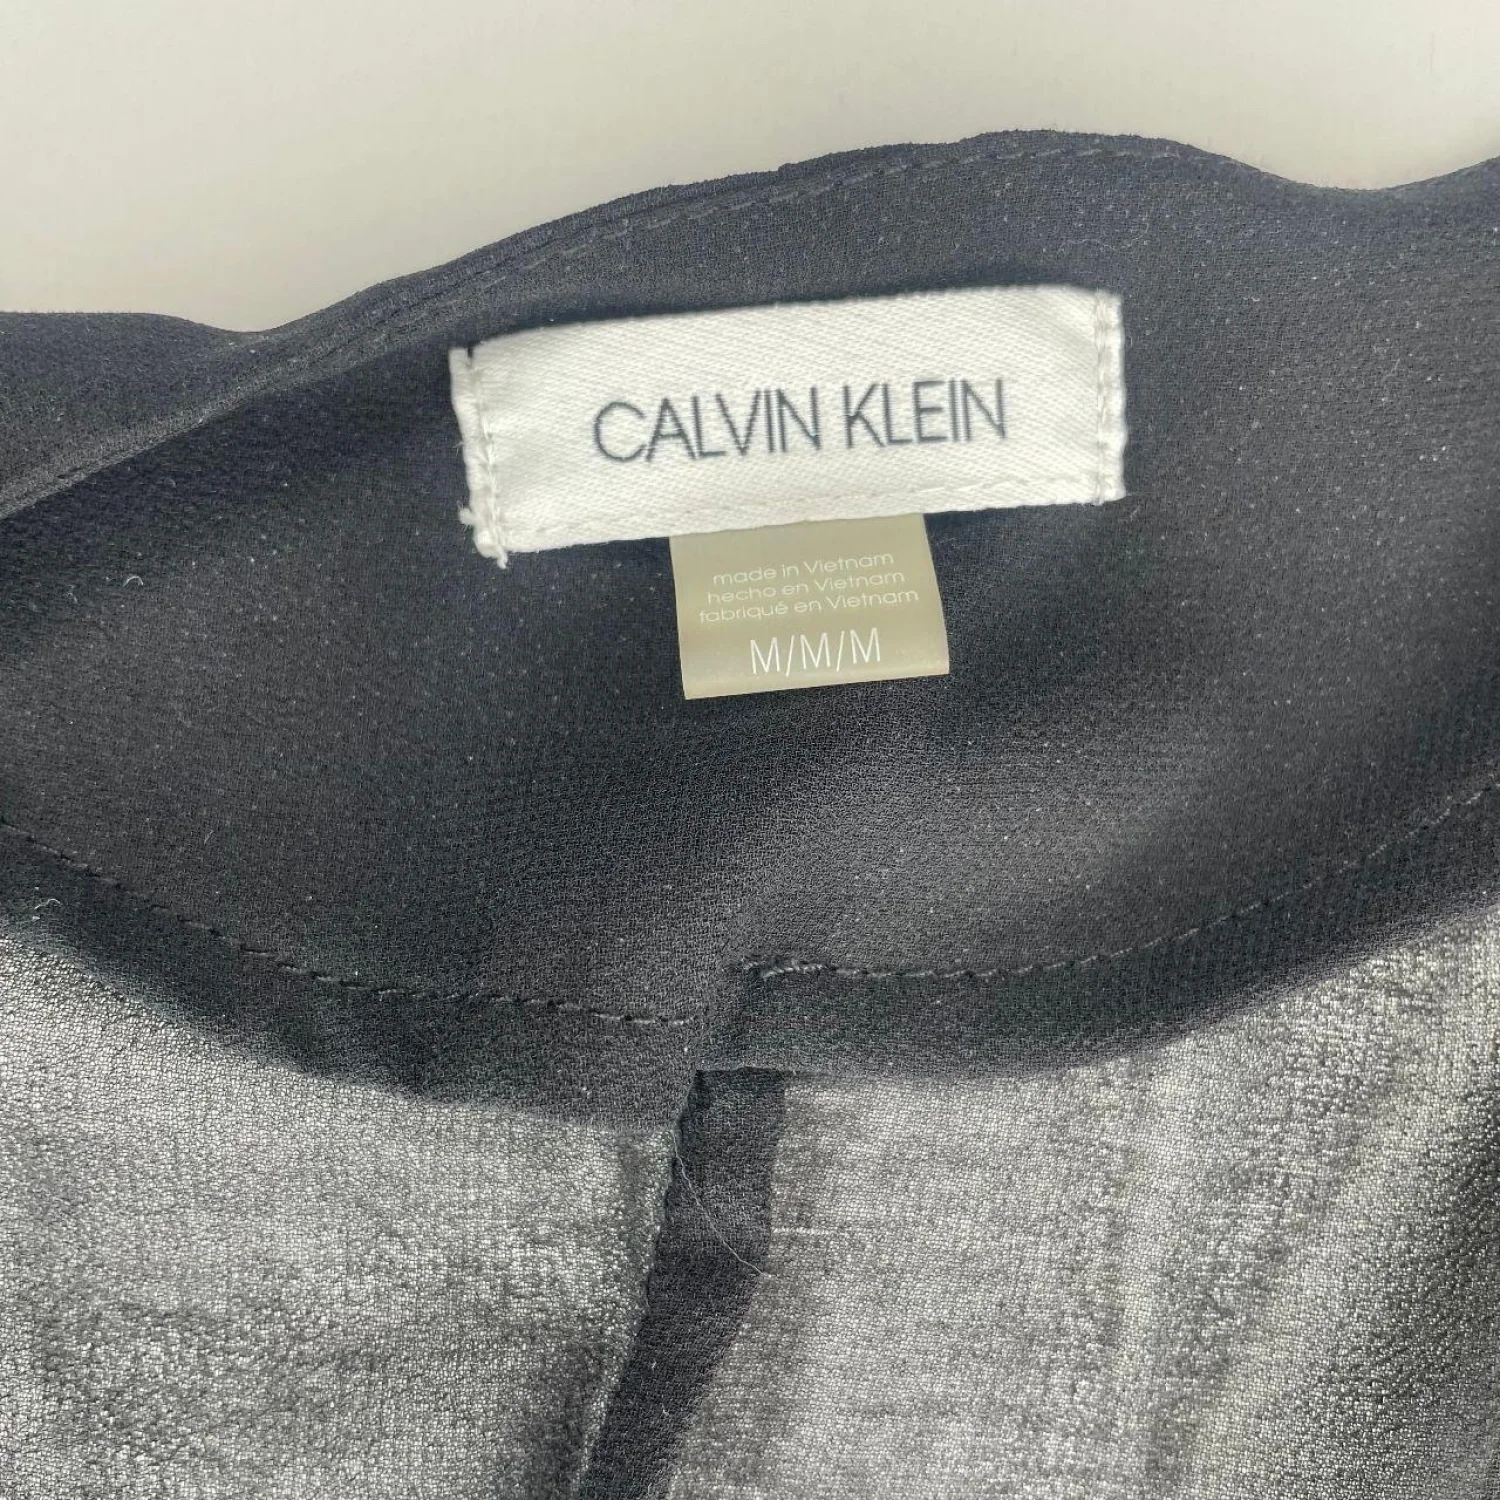 CALVIN KLEIN
made in Vietnam
hecho en Vietnam
fabriqué en Vietnam
M/M/M